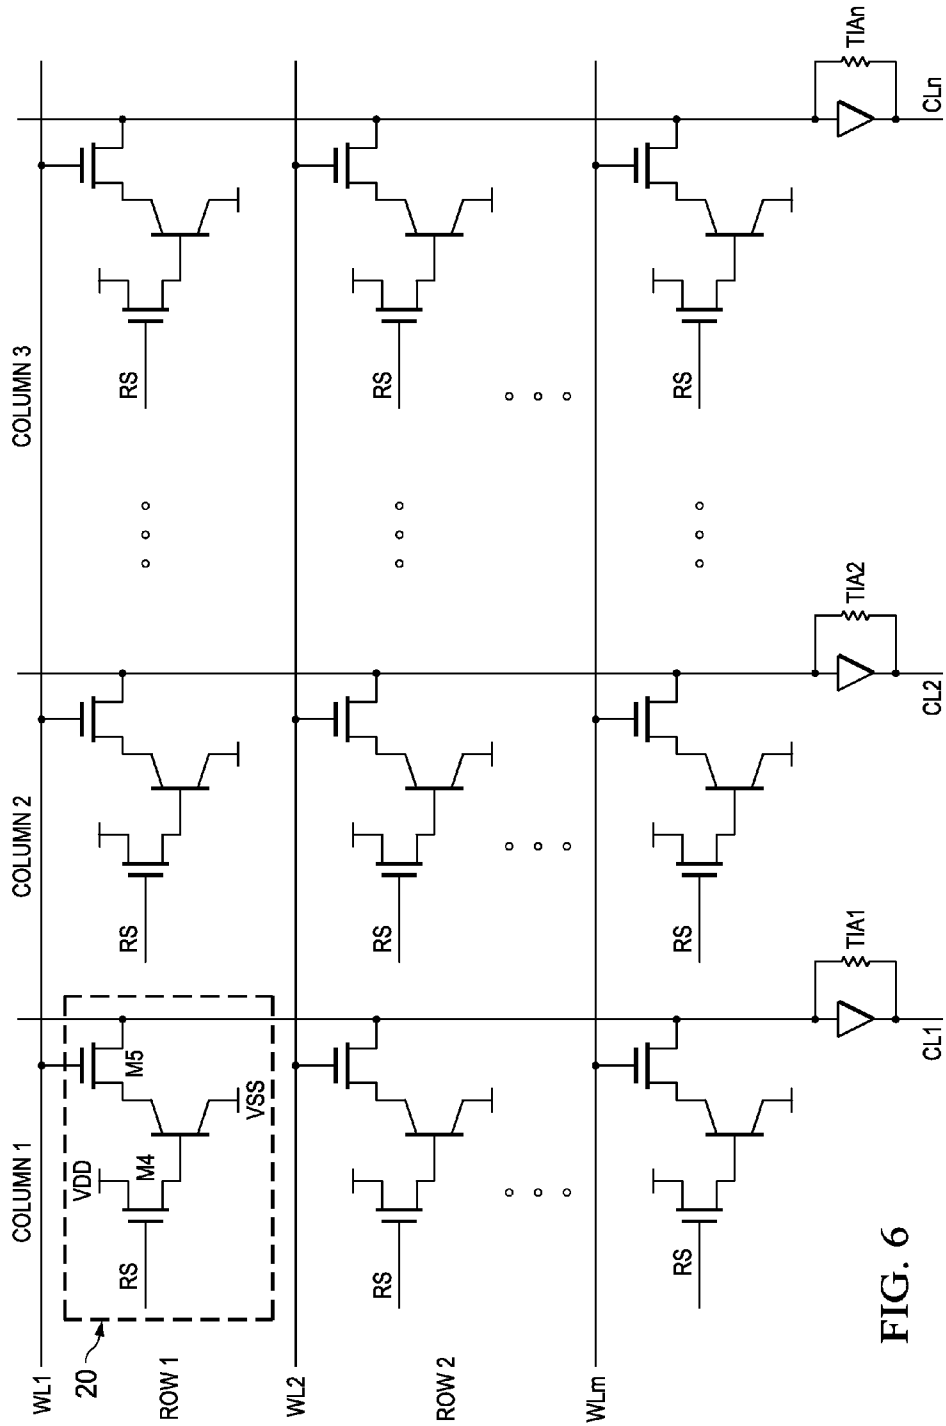 COLUMN 1
COLUMN 2
COLUMN 3
WL1
20
VDD
M5
M4
RS
VSS
RS
RS
ROW 1
WL2
RS
RS
RS
ROW 2
WLm
RS
RS
RS
TIA1
TIA2
TIAn
CL1
CL2
CLn
FIG. 6